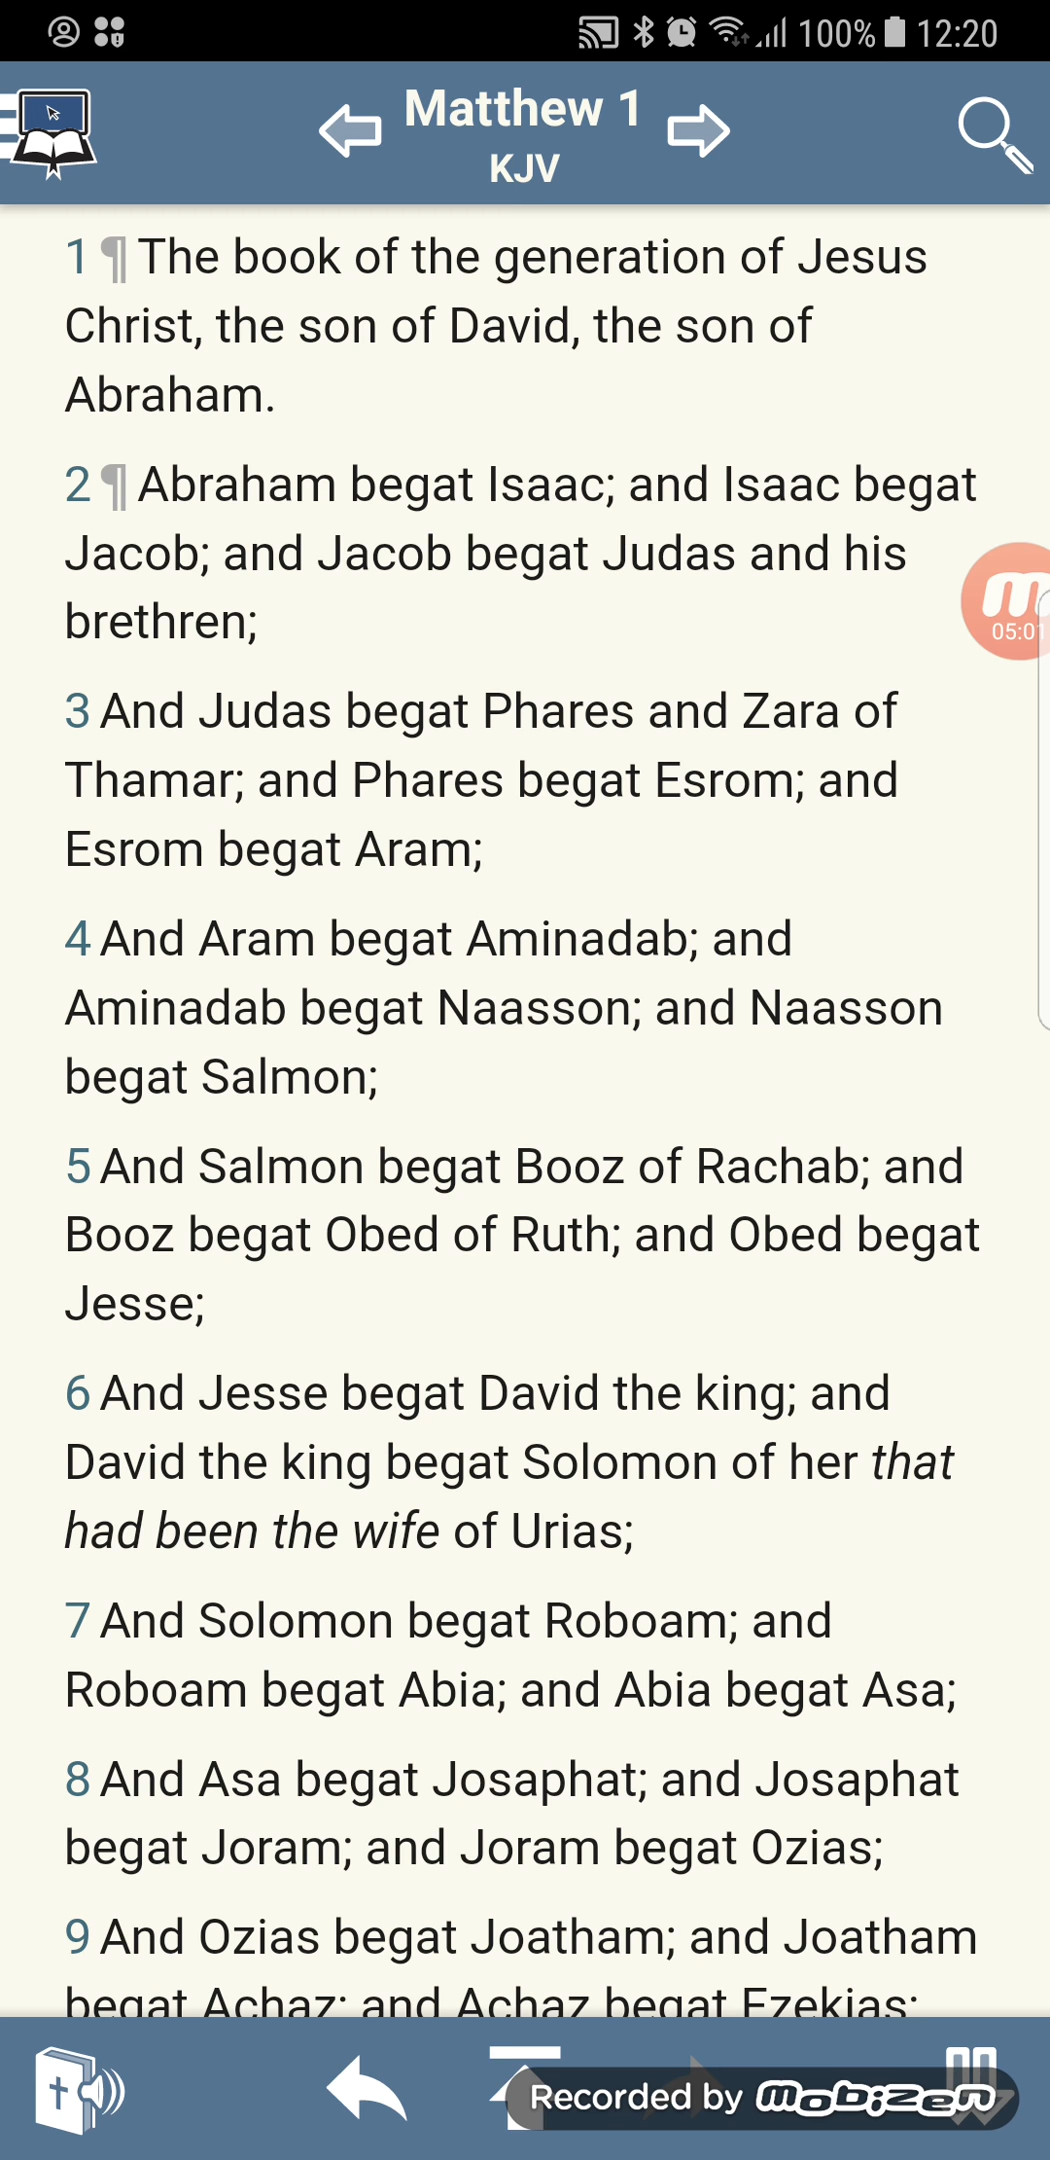 100% 12:20
Matthew 1
KJV
1 ¶ The book of the generation of Jesus
Christ, the son of David, the son of
Abraham.
2 ¶ Abraham begat Isaac; and Isaac begat
Jacob; and Jacob begat Judas and his
brethren;
05:01
3 And Judas begat Phares and Zara of
Thamar; and Phares begat Esrom; and
Esrom begat Aram;
4 And Aram begat Aminadab; and
Aminadab begat Naasson; and Naasson
begat Salmon;
5 And Salmon begat Booz of Rachab; and
Booz begat Obed of Ruth; and Obed begat
Jesse;
6 And Jesse begat David the king; and
David the king begat Solomon of her that
had been the wife of Urias;
7 And Solomon begat Roboam; and
Roboam begat Abia; and Abia begat Asa;
8 And Asa begat Josaphat; and Josaphat
begat Joram; and Joram begat Ozias;
9 And Ozias begat Joatham; and Joatham
begat Achaz; and Achaz begat Ezekias;
Recorded by mobizen